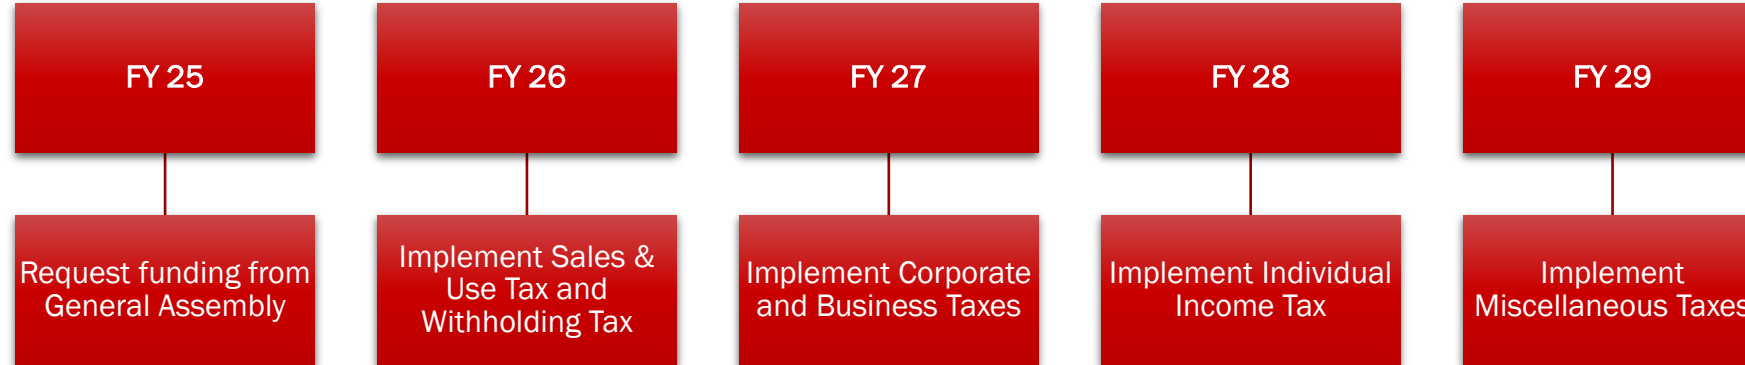 FY 25
FY 26
FY 27
FY 28
FY 29
Request funding from
General Assembly
Implement Sales &
Use Tax and
Withholding Tax
Implement Corporate
and Business Taxes
Implement Individual
Income Tax
Implement
Miscellaneous Taxes